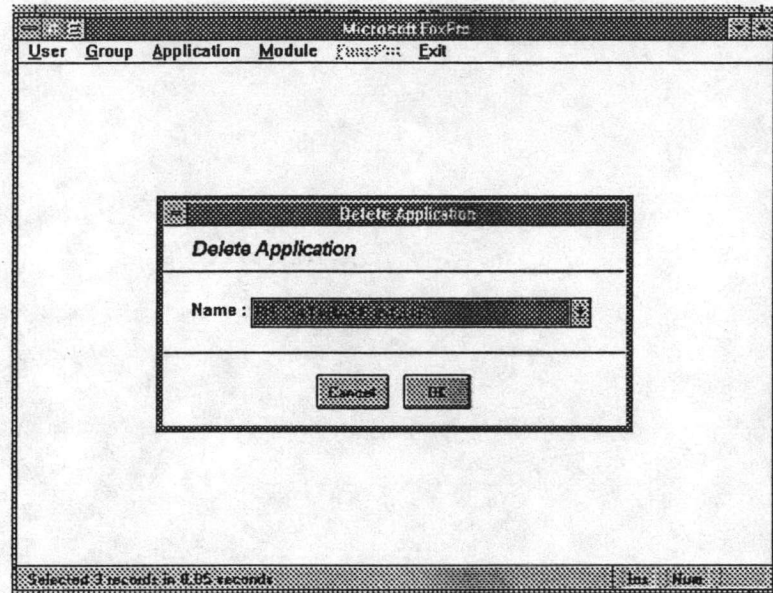 Microsoft FoxPro
User Group Application Module Function Exit
Delete Application
Delete Application
Name :
Cancel OK
Selected 3 records in 0.05 seconds Ins Num